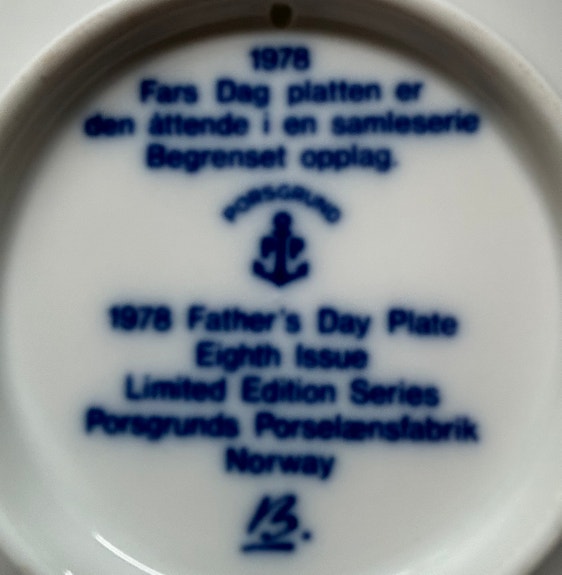 1978
Fars Dag platten er
den åttende i en samleserie
Begrenset opplag.
PORSGRUND
1978 Father's Day Plate
Eighth Issue
Limited Edition Series
Porsgrunds Porselænsfabrik
Norway
B.